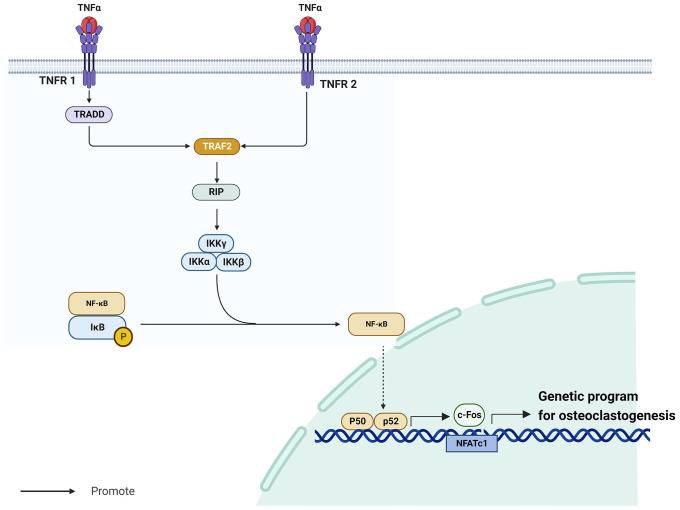 TNFα
TNFα
TNFR 1
TNFR 2
TRADD
TRAF2
RIP
IKKγ
IKKα
IKKβ
NF-κB
IκB
P
NF-κB
P50
p52
c-Fos
NFATc1
Genetic program
for osteoclastogenesis
Promote